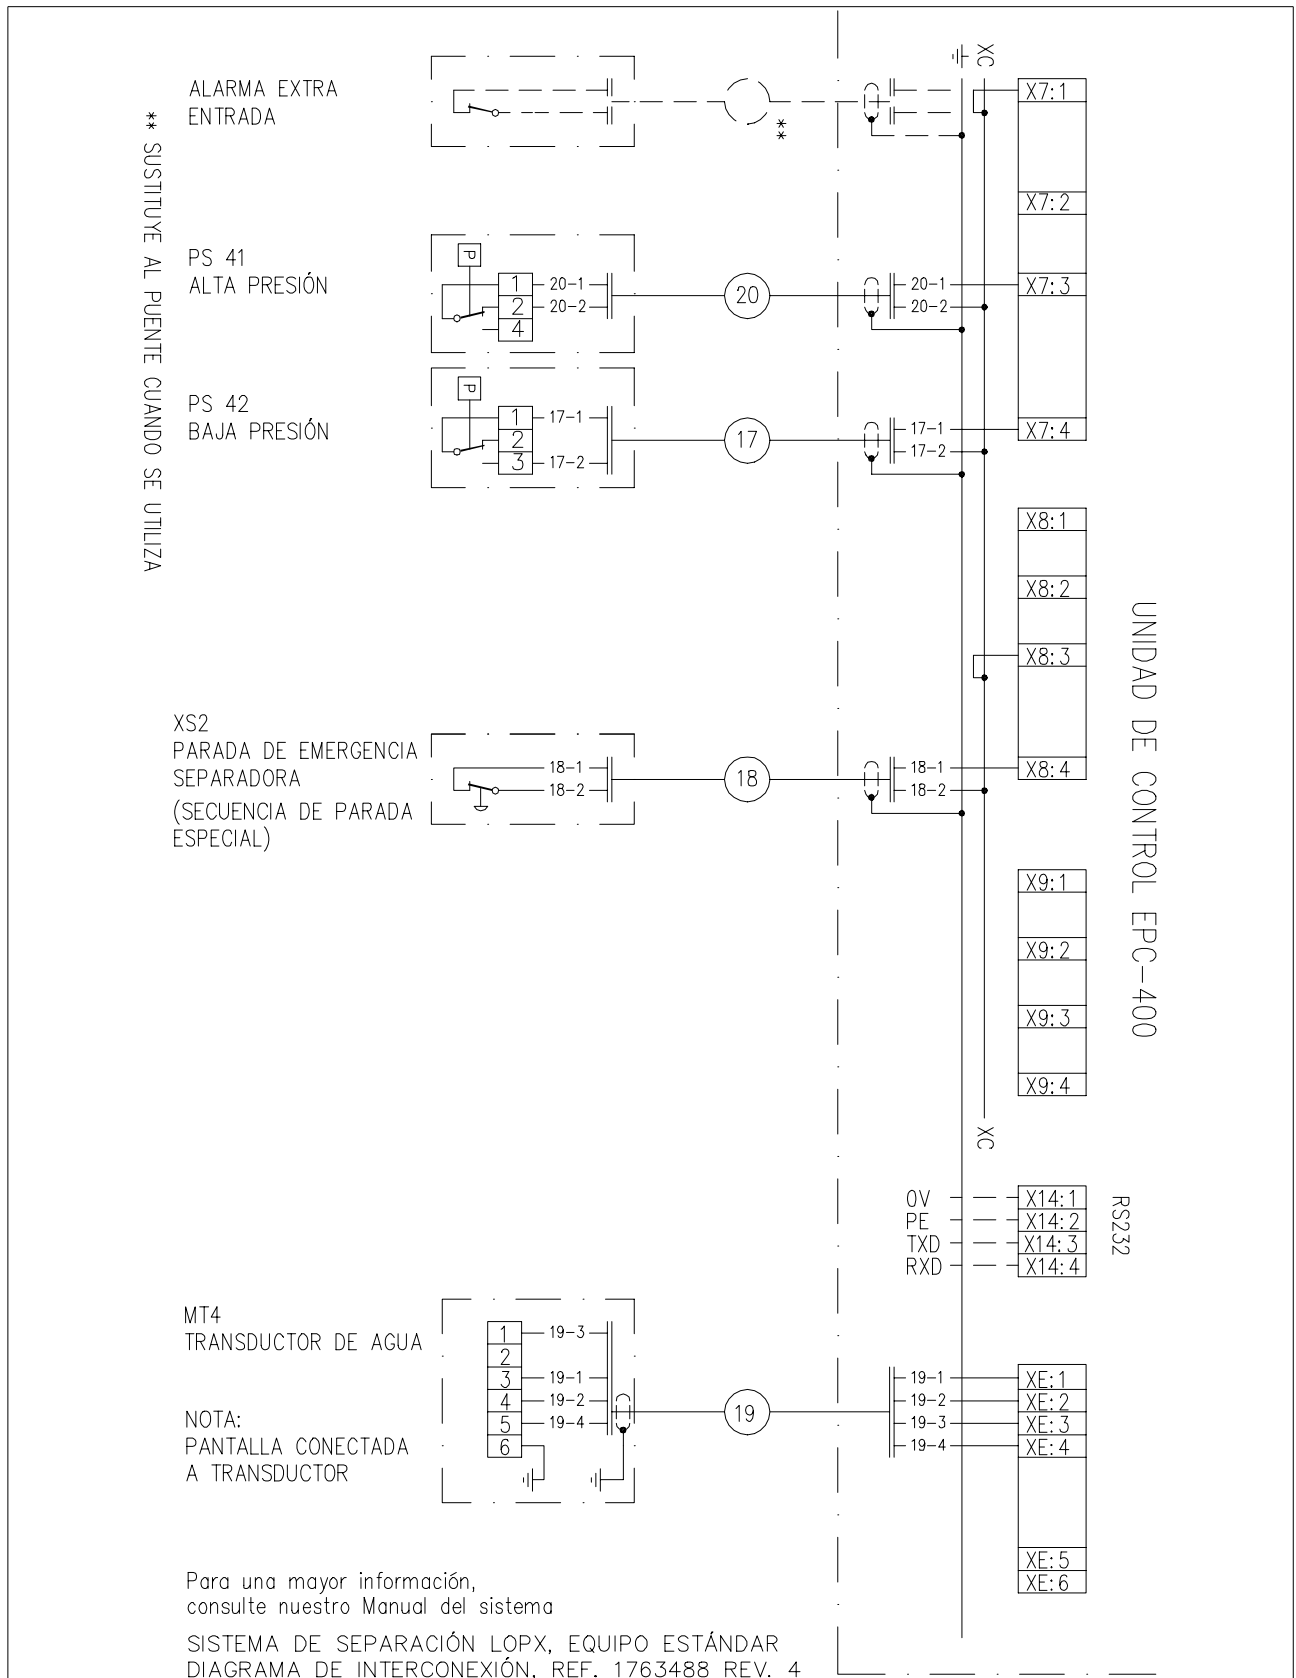 XC
ALARMA EXTRA
ENTRADA
**
X7:1
** SUSTITUYE AL PUENTE CUANDO SE UTILIZA
X7:2
PS 41
ALTA PRESIÓN
P
1 20-1
2 20-2
4
20
20-1
20-2
X7:3
PS 42
BAJA PRESIÓN
P
1 17-1
2
3 17-2
17
17-1
17-2
X7:4
X8:1
X8:2
X8:3
UNIDAD DE CONTROL EPC-400
XS2
PARADA DE EMERGENCIA
SEPARADORA
(SECUENCIA DE PARADA
ESPECIAL)
18-1
18-2
18
18-1
18-2
X8:4
X9:1
X9:2
X9:3
X9:4
XC
0V X14:1
PE X14:2
TXD X14:3
RXD X14:4
RS232
MT4
TRANSDUCTOR DE AGUA
NOTA:
PANTALLA CONECTADA
A TRANSDUCTOR
1 19-3
2
3 19-1
4 19-2
5 19-4
6
19
19-1 XE:1
19-2 XE:2
19-3 XE:3
19-4 XE:4
XE:5
XE:6
Para una mayor información,
consulte nuestro Manual del sistema
SISTEMA DE SEPARACIÓN LOPX, EQUIPO ESTÁNDAR
DIAGRAMA DE INTERCONEXIÓN, REF. 1763488 REV. 4